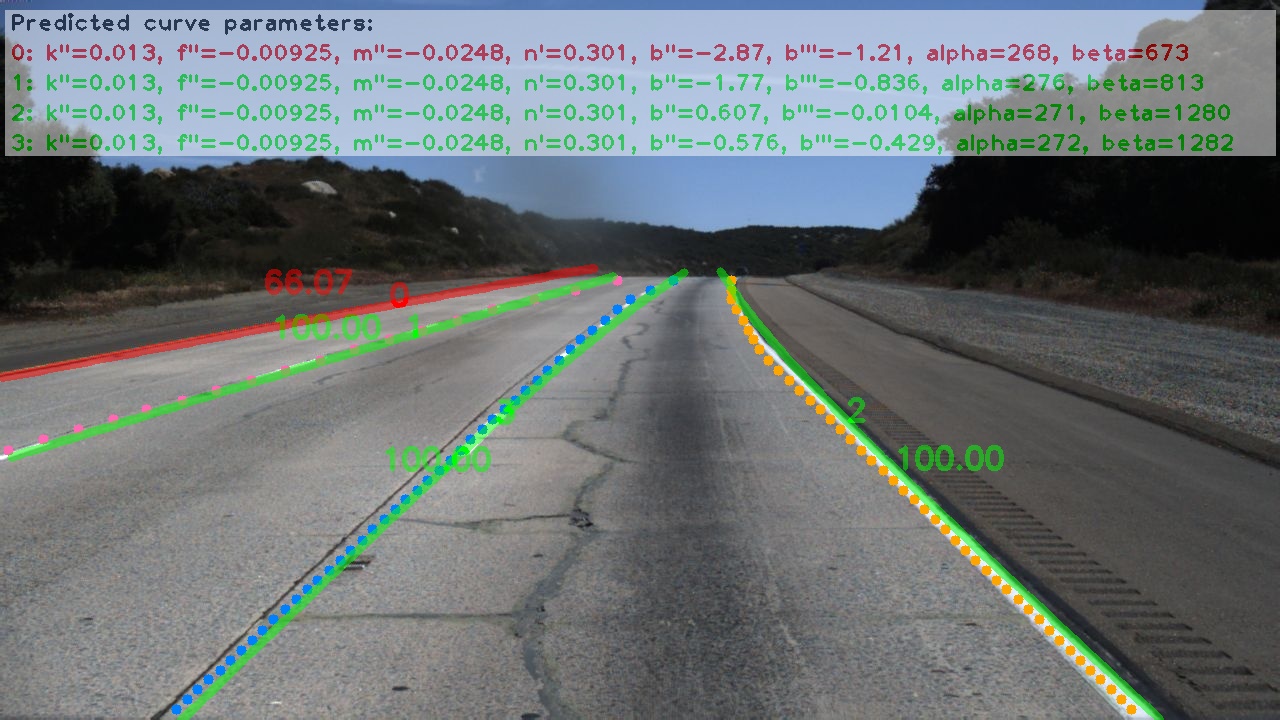 Predicted curve parameters:
0: k''=0.013, f''=−0.00925, m''=−0.0248, n'=0.301, b''=−2.87, b'''=−1.21, alpha=268, beta=673
1: k''=0.013, f''=−0.00925, m''=−0.0248, n'=0.301, b''=−1.77, b'''=−0.836, alpha=276, beta=813
2: k''=0.013, f''=−0.00925, m''=−0.0248, n'=0.301, b''=0.607, b'''=−0.0104, alpha=271, beta=1280
3: k''=0.013, f''=−0.00925, m''=−0.0248, n'=0.301, b''=−0.576, b'''=−0.429, alpha=272, beta=1282
66.07 0
100.00 1
3 2
100.00 100.00